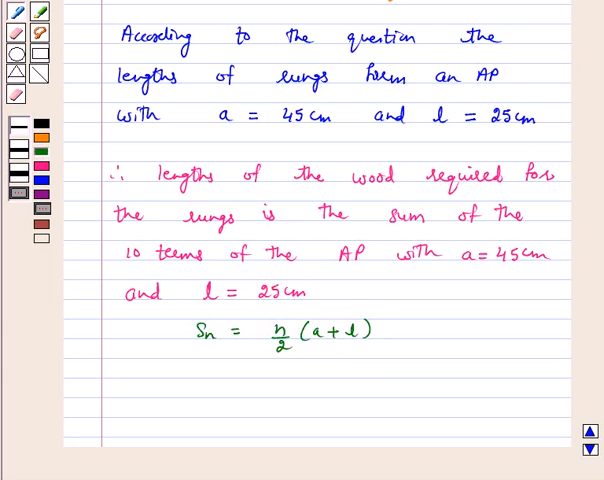 According to the question the
lengths of rungs form an AP
with a = 45 cm and l = 25 cm
∴ lengths of the wood required for
the rungs is the sum of the
10 terms of the AP with a = 45 cm
and l = 25 cm
Sn = n/2 (a + l)